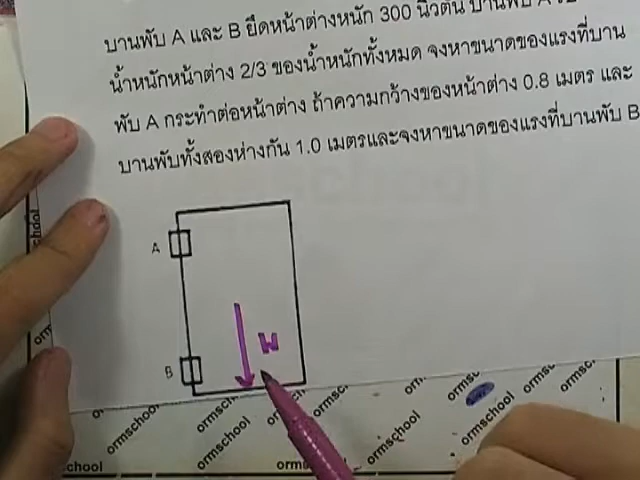 บานพับ A และ B ยึดหน้าต่างหนัก 300 นิวตัน บานพับ A
น้ำหนักหน้าต่าง 2/3 ของน้ำหนักทั้งหมด จงหาขนาดของแรงที่บาน
พับ A กระทำต่อหน้าต่าง ถ้าความกว้างของหน้าต่าง 0.8 เมตร และ
บานพับทั้งสองห่างกัน 1.0 เมตรและจงหาขนาดของแรงที่บานพับ B
A
W
B
ormschool
ormschool
ormschool
ormschool
ormschool
ormschool